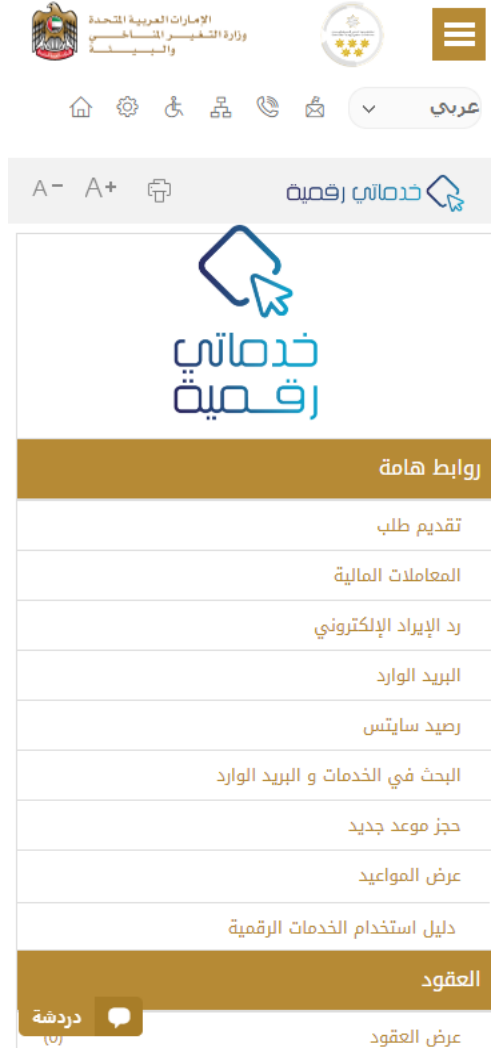 الإمارات العربية المتحدة
وزارة التغيير المناخي
والبيئة
عربي
خدماتي رقمية
A+
A-
خدماتي
رقمية
روابط هامة
تقديم طلب
المعاملات المالية
رد الإيراد الإلكتروني
البريد الوارد
رصيد سايتس
البحث في الخدمات و البريد الوارد
حجز موعد جديد
عرض المواعيد
دليل استخدام الخدمات الرقمية
العقود
دردشة
عرض العقود
(0)